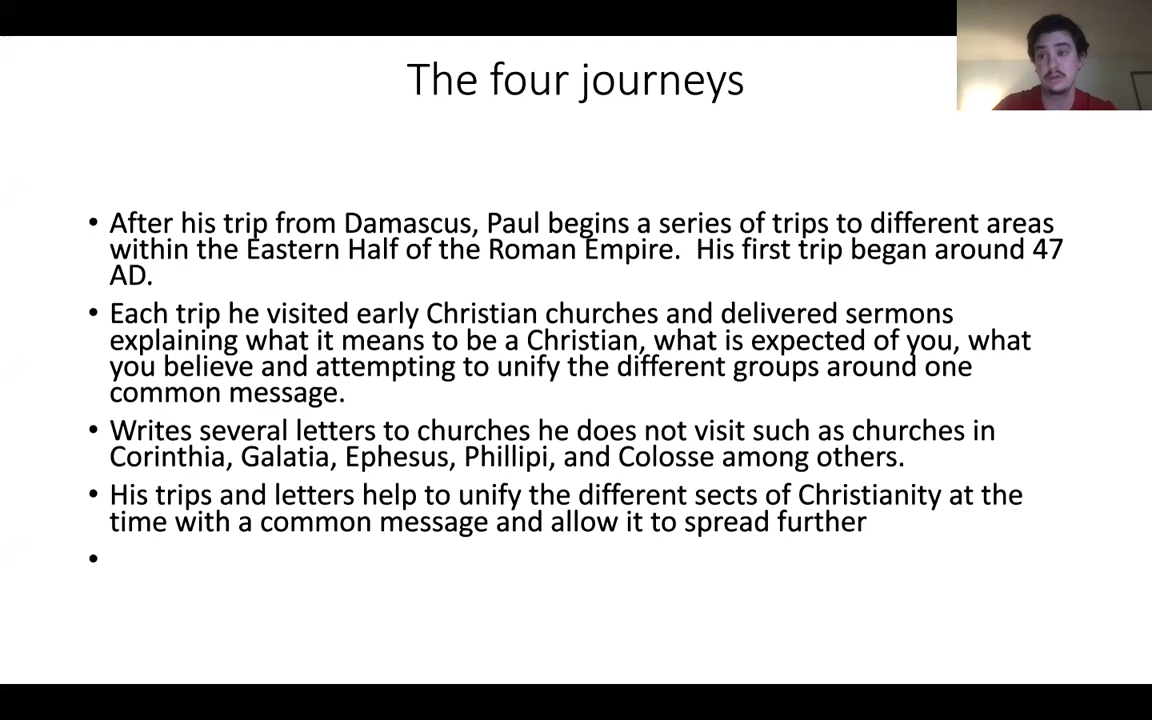 The four journeys
• After his trip from Damascus, Paul begins a series of trips to different areas
within the Eastern Half of the Roman Empire.  His first trip began around 47
AD.
• Each trip he visited early Christian churches and delivered sermons
explaining what it means to be a Christian, what is expected of you, what
you believe and attempting to unify the different groups around one
common message.
• Writes several letters to churches he does not visit such as churches in
Corinthia, Galatia, Ephesus, Phillipi, and Colosse among others.
• His trips and letters help to unify the different sects of Christianity at the
time with a common message and allow it to spread further
•